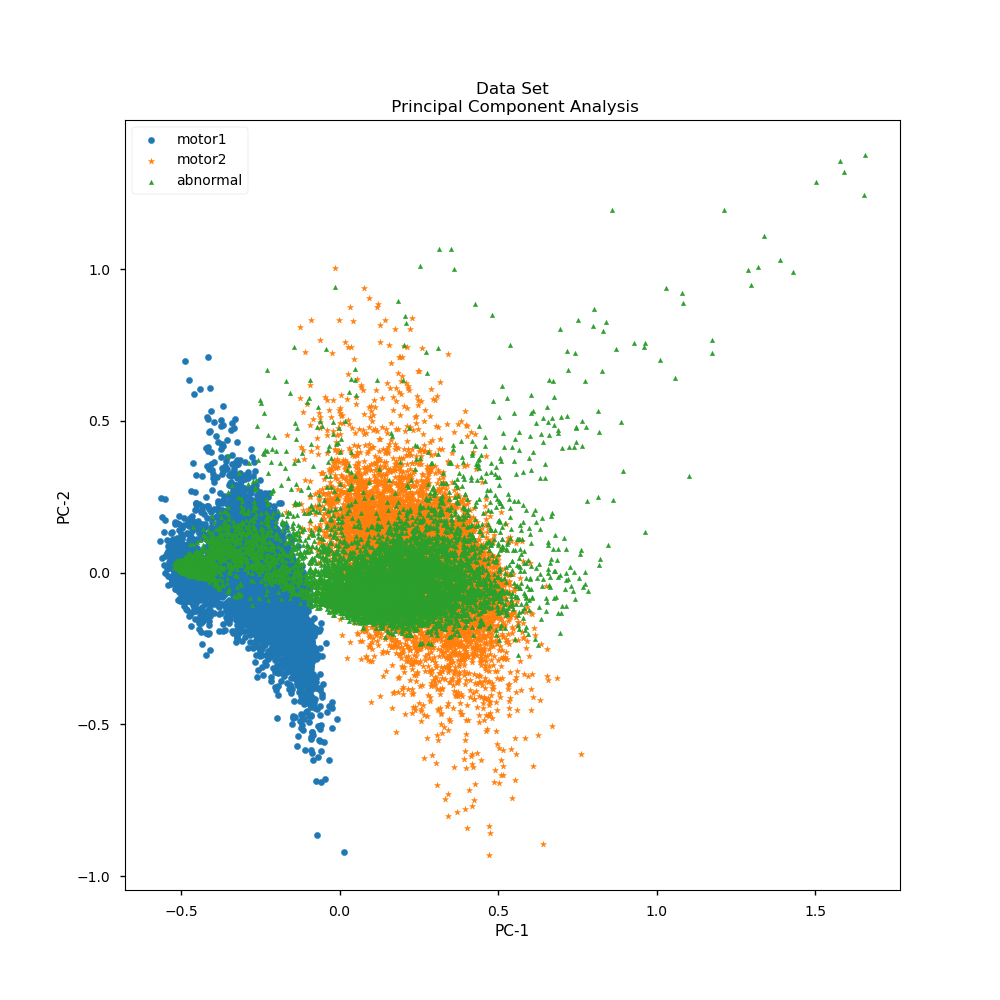 Data Set
Principal Component Analysis
motor1
motor2
abnormal
PC-2
1.0
0.5
0.0
−0.5
−1.0
−0.5
0.0
0.5
1.0
1.5
PC-1